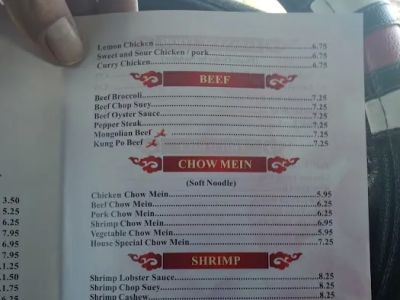 Lemon Chicken ... 6.75
Sweet and Sour Chicken / pork ... 6.75
Curry Chicken ... 6.75
BEEF
Beef Broccoli ... 7.25
Beef Chop Suey ... 7.25
Beef Oyster Sauce ... 7.25
Pepper Steak ... 7.25
Mongolian Beef ... 7.25
Kung Po Beef ... 7.25
CHOW MEIN
(Soft Noodle)
Chicken Chow Mein ... 5.95
Beef Chow Mein ... 6.25
Pork Chow Mein ... 6.25
Shrimp Chow Mein ... 6.95
Vegetable Chow Mein ... 5.95
House Special Chow Mein ... 7.25
SHRIMP
Shrimp Lobster Sauce ... 8.25
Shrimp Chop Suey ... 8.25
Shrimp Cashew ... 8.25
3.50
5.25
6.25
7.95
6.95
7.95
1.25
1.50
1.75